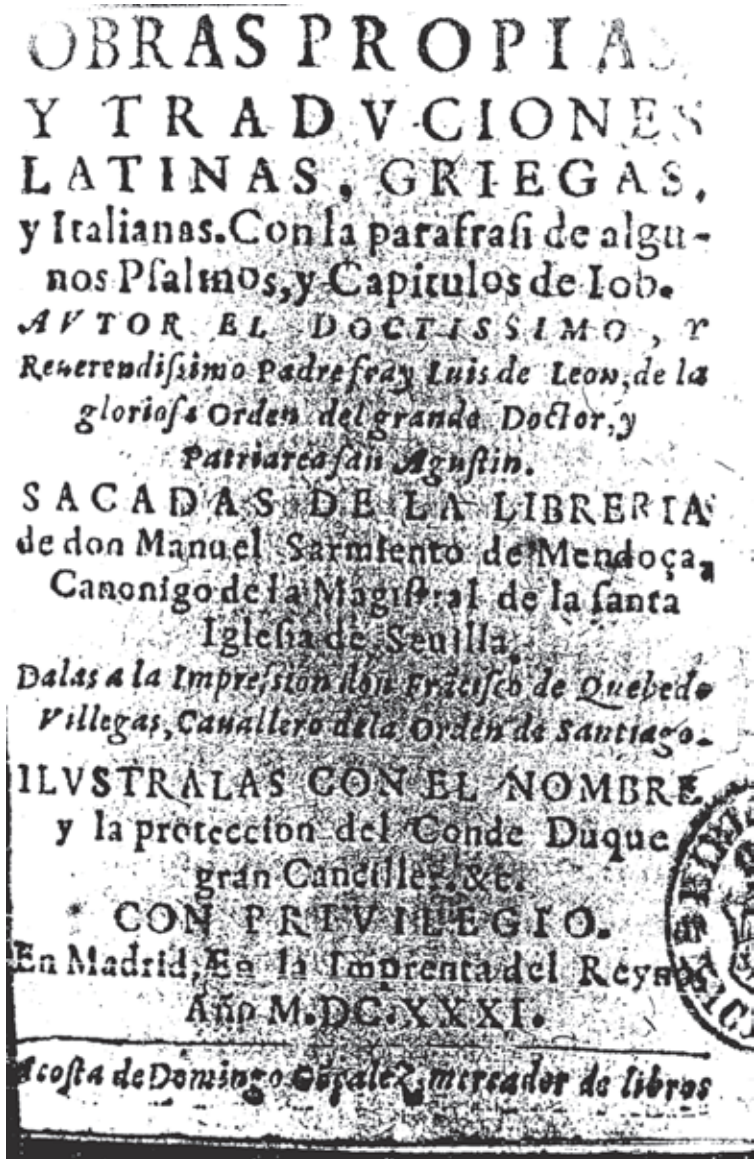 OBRAS PROPIAS
Y TRADVCIONES
LATINAS, GRIEGAS,
y Italianas. Con la parafraſi de algu-
nos Pſalmos, y Capitulos de Iob.
AVTOR EL DOCTISSIMO, Y
Reuerendiſsimo Padre fray Luis de Leon, de la
glorioſa Orden del grande Doctor, y
Patriarca ſan Aguſtin.
SACADAS DE LA LIBRERIA
de don Manuel Sarmiento de Mendoça,
Canonigo de la Magiſtral de la ſanta
Igleſia de Seuilla.
Dalas a la Impreſsion don Frãciſco de Quebedo
Villegas, Cauallero de la Orden de Santiago.
ILVSTRALAS CON EL NOMBRE
y la proteccion del Conde Duque
gran Canciller. &c.
CON PRIVILEGIO.
En Madrid, En la Imprenta del Reyno
Año M.DC.XXXI.
Acoſta de Domingo Gõçalez, mercader de libros